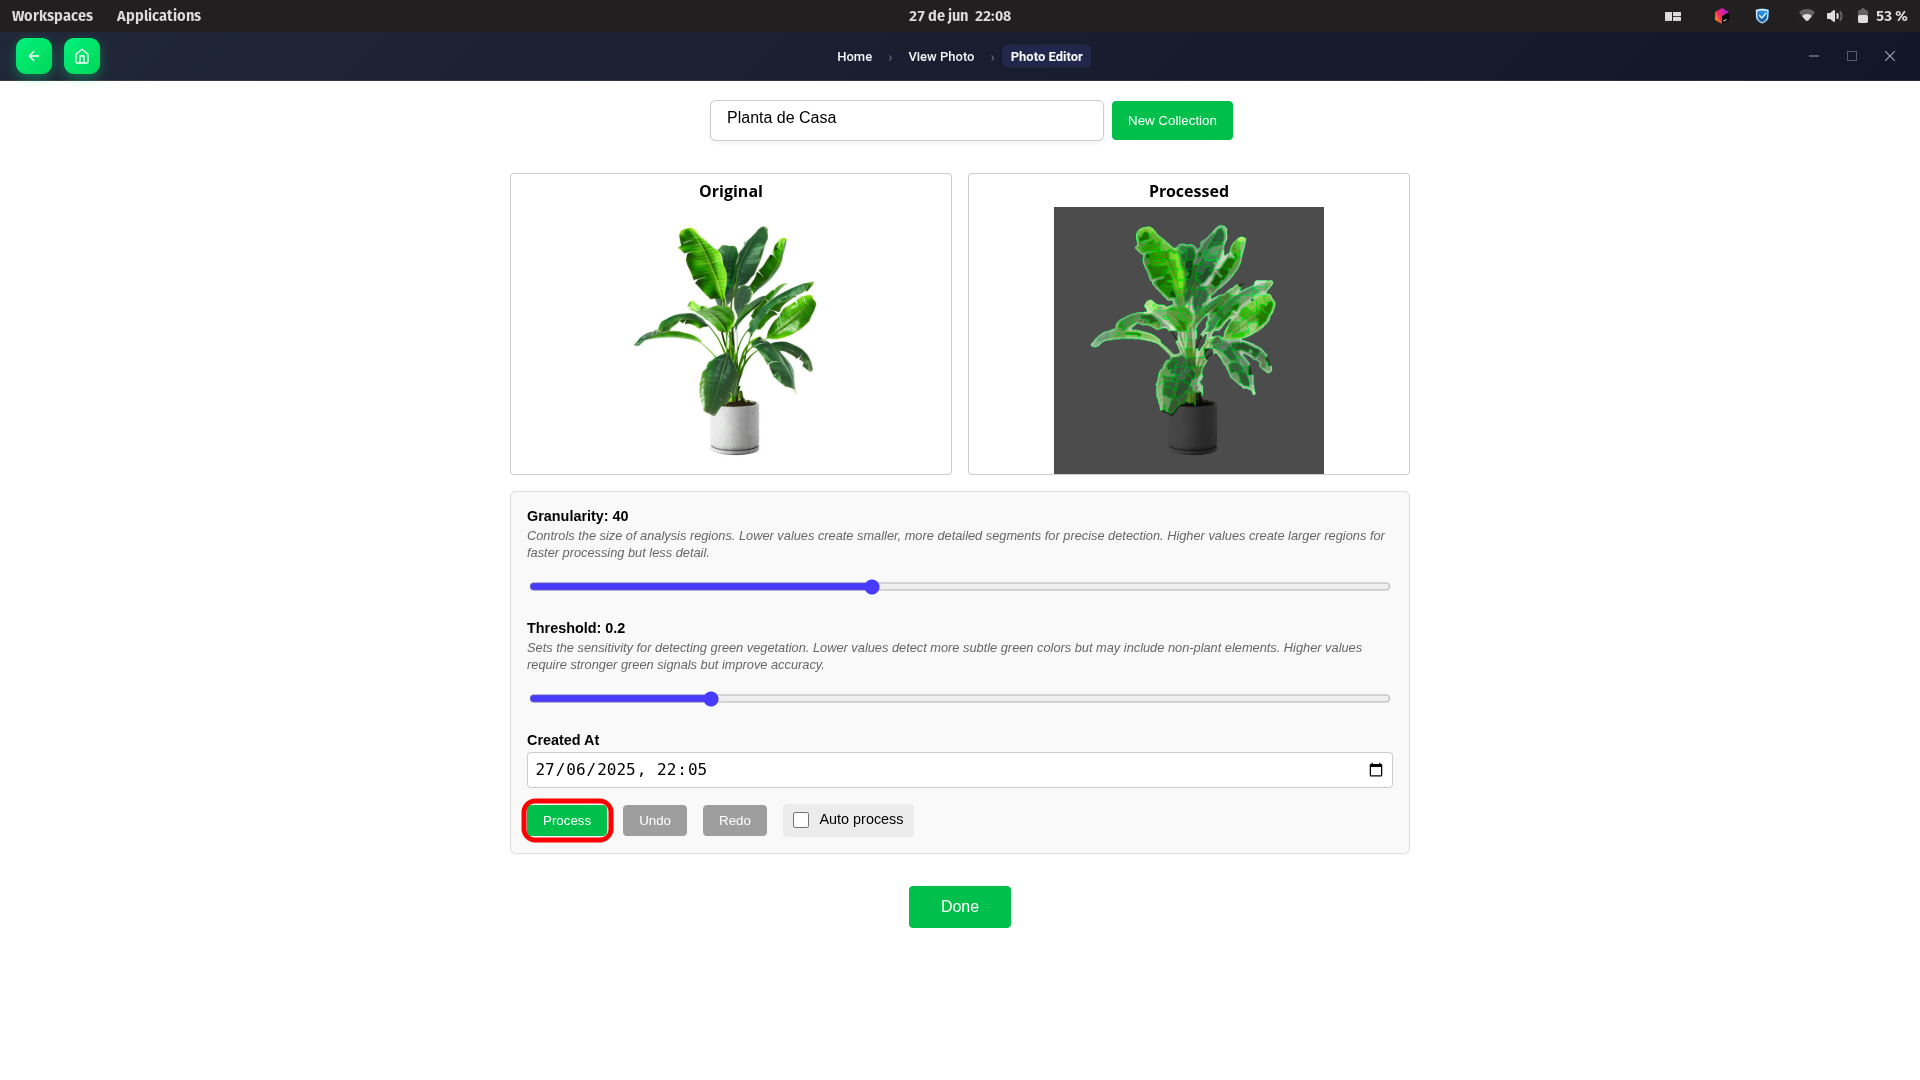 Workspaces Applications 27 de jun 22:08 53 %
Home › View Photo › Photo Editor
Planta de Casa New Collection
Original Processed
Granularity: 40
Controls the size of analysis regions. Lower values create smaller, more detailed segments for precise detection. Higher values create larger regions for
faster processing but less detail.
Threshold: 0.2
Sets the sensitivity for detecting green vegetation. Lower values detect more subtle green colors but may include non-plant elements. Higher values
require stronger green signals but improve accuracy.
Created At
27/06/2025, 22:05
Process Undo Redo Auto process
Done